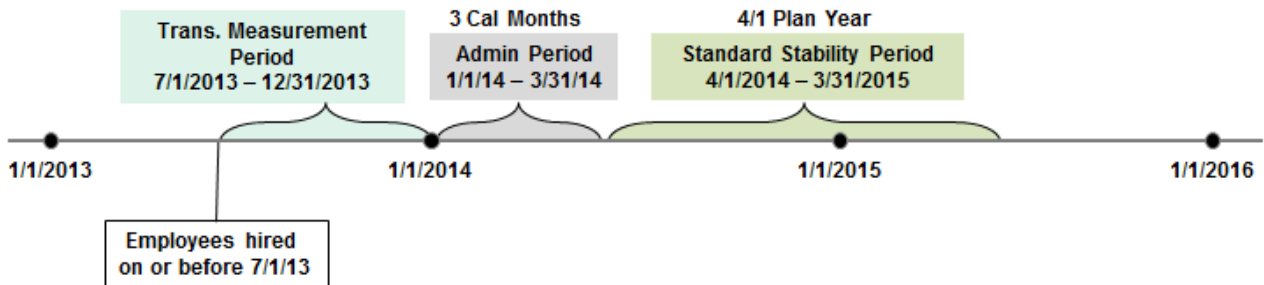 3 Cal Months
4/1 Plan Year
Trans. Measurement
Period
7/1/2013 – 12/31/2013
Admin Period
1/1/14 – 3/31/14
Standard Stability Period
4/1/2014 – 3/31/2015
1/1/2013
1/1/2014
1/1/2015
1/1/2016
Employees hired
on or before 7/1/13